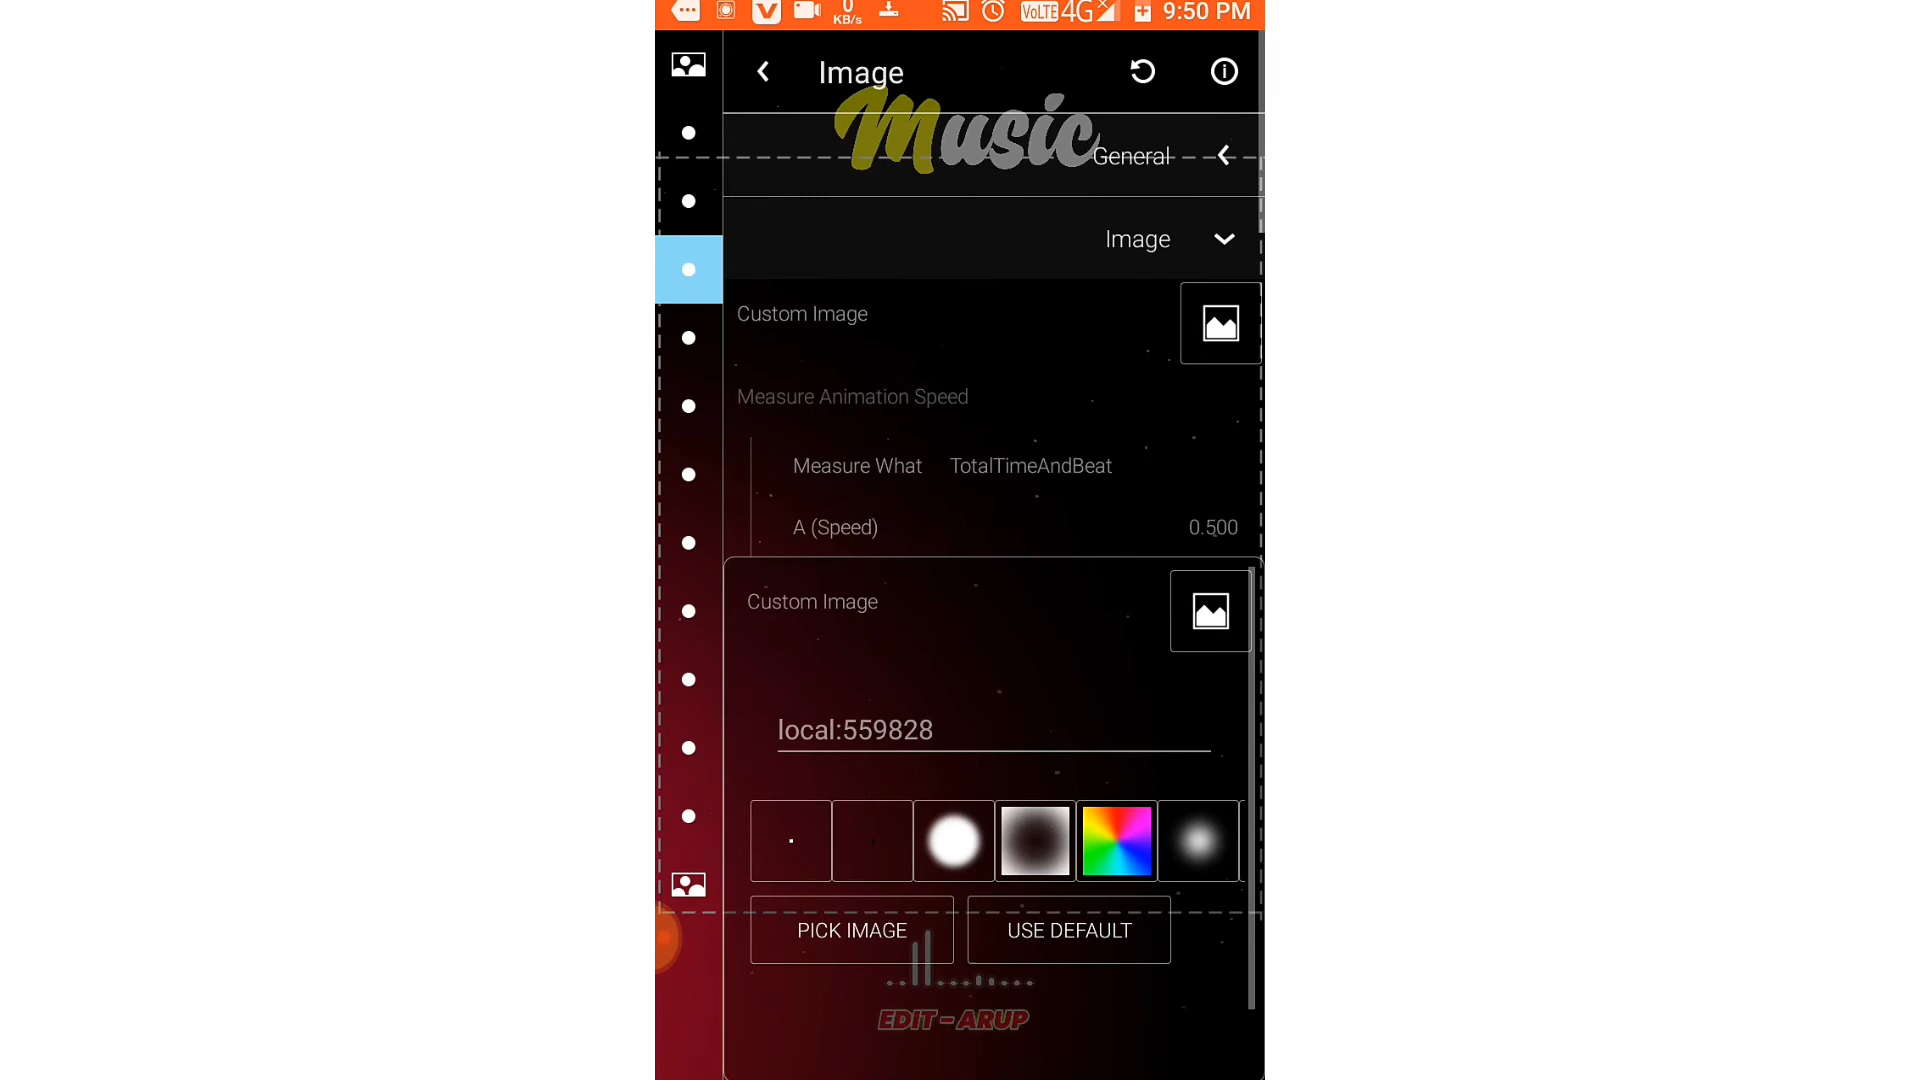 0
KB/s
VoLTE 4G 9:50 PM
Image
Music
General
Image
Custom Image
Measure Animation Speed
Measure What TotalTimeAndBeat
A (Speed) 0.500
Custom Image
local:559828
PICK IMAGE USE DEFAULT
EDIT - ARUP